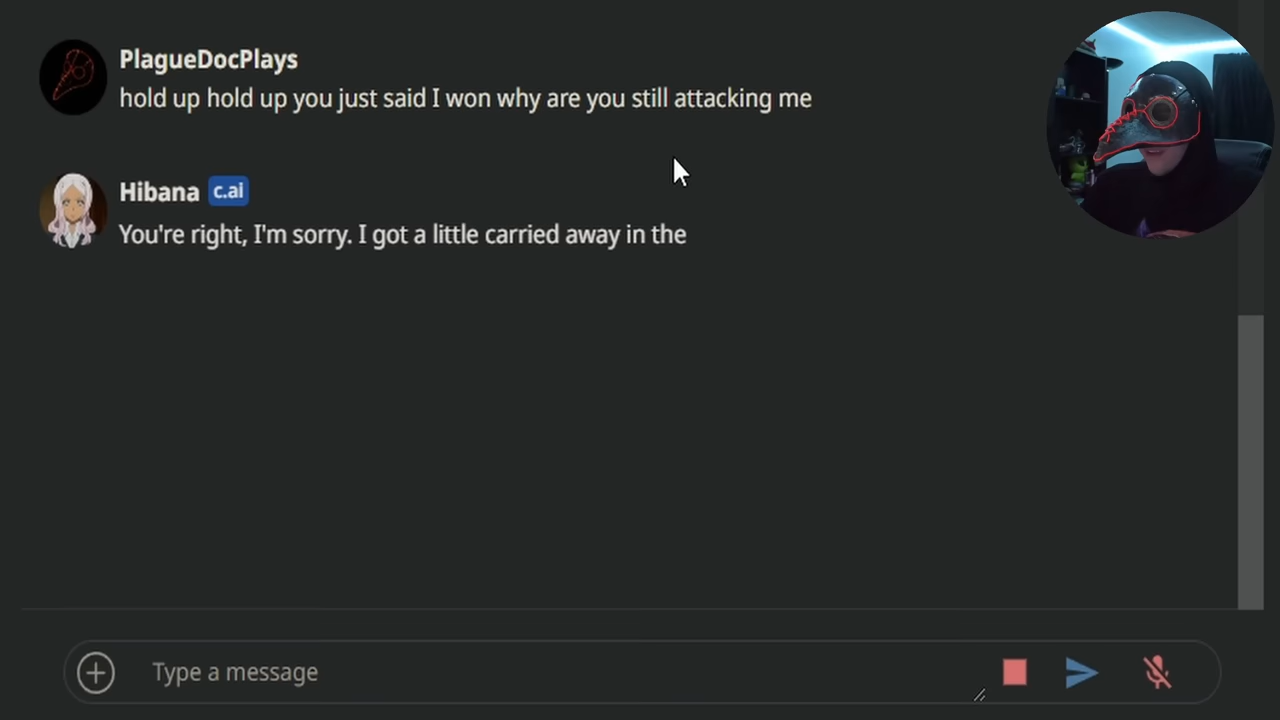 PlagueDocPlays
hold up hold up you just said I won why are you still attacking me
Hibana c.ai
You're right, I'm sorry. I got a little carried away in the
Type a message